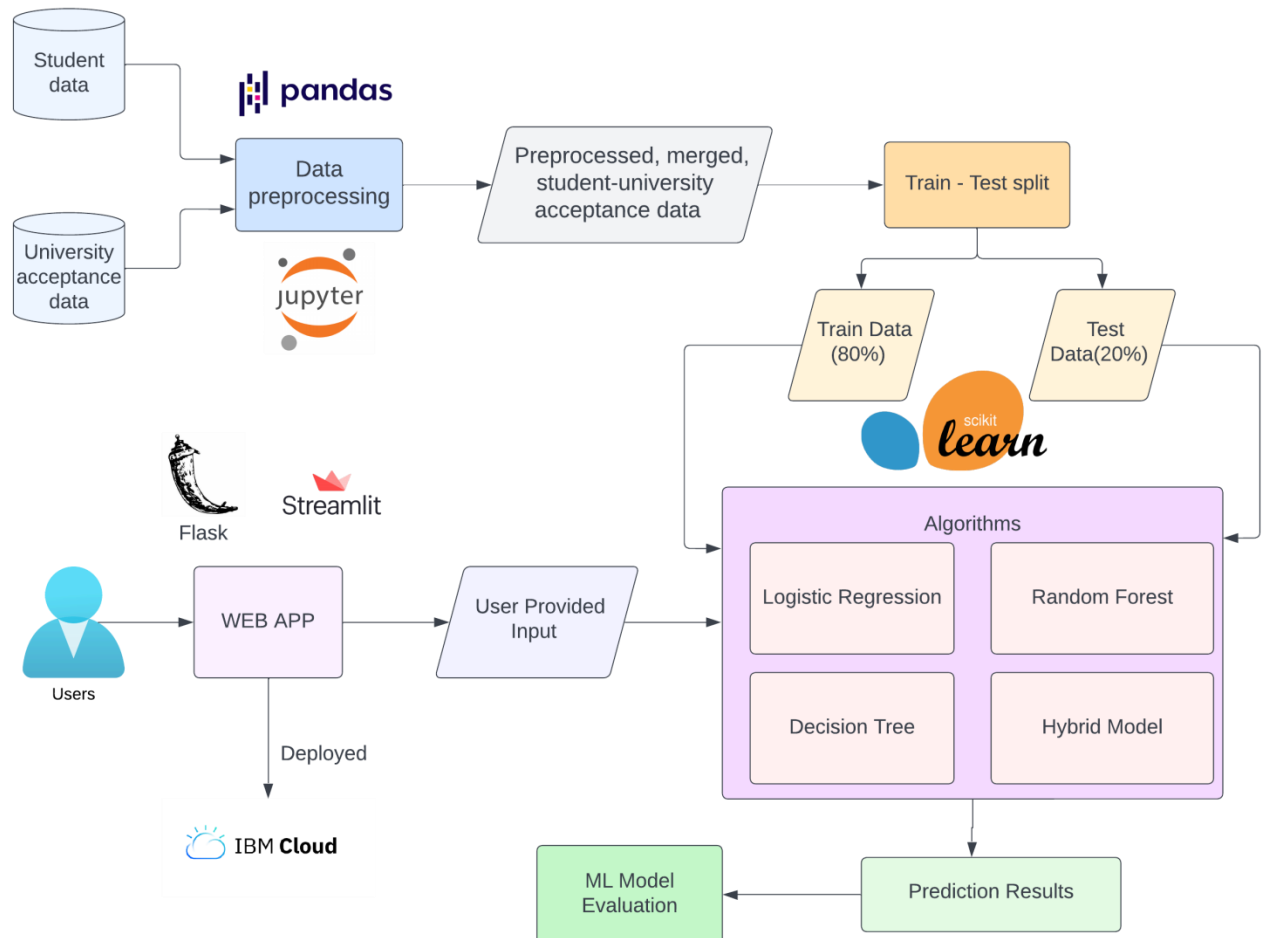 Student
data
pandas
Data
preprocessing
Preprocessed, merged,
student-university
acceptance data
Train - Test split
University
acceptance
data
jupyter
Train Data
(80%)
Test
Data(20%)
scikit
learn
Flask
Streamlit
Algorithms
Logistic Regression
Random Forest
Users
WEB APP
User Provided
Input
Decision Tree
Hybrid Model
Deployed
IBM Cloud
ML Model
Evaluation
Prediction Results